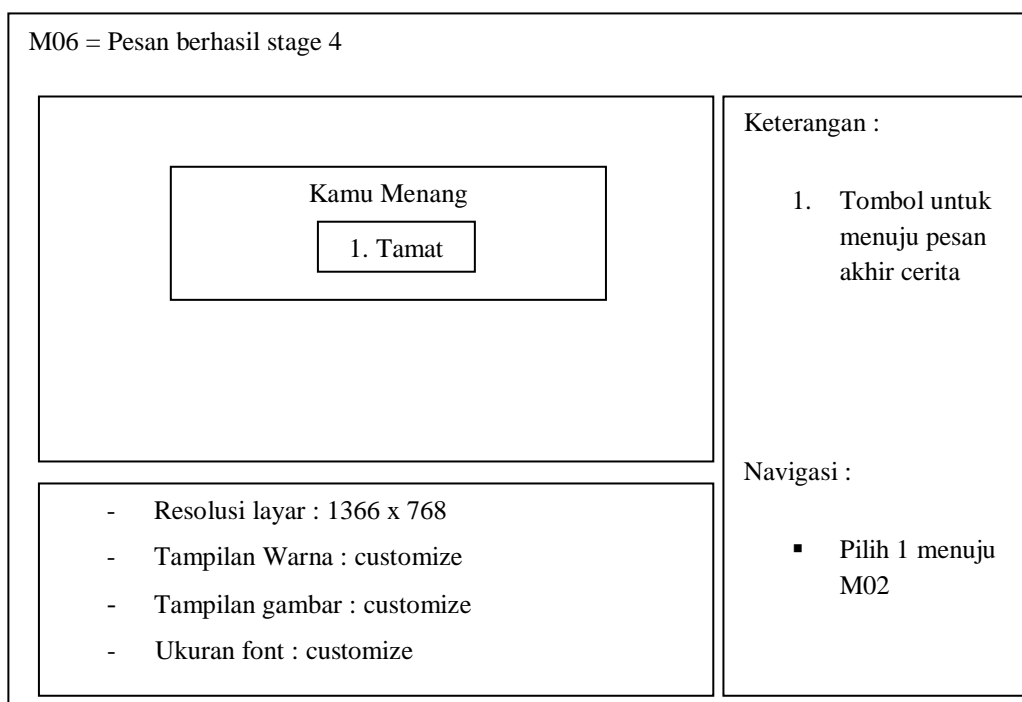 M06 = Pesan berhasil stage 4
Kamu Menang
1. Tamat
Keterangan :
1. Tombol untuk
menuju pesan
akhir cerita
Navigasi :
▪ Pilih 1 menuju
M02
- Resolusi layar : 1366 x 768
- Tampilan Warna : customize
- Tampilan gambar : customize
- Ukuran font : customize